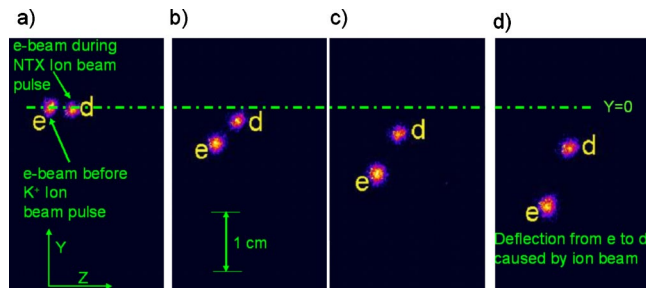 a)
b)
c)
d)
e-beam during
NTX Ion beam
pulse
e
d
e-beam before
K⁺ Ion
beam pulse
Y
Z
d
e
1 cm
d
e
Y=0
d
e
Deflection from e to d
caused by ion beam